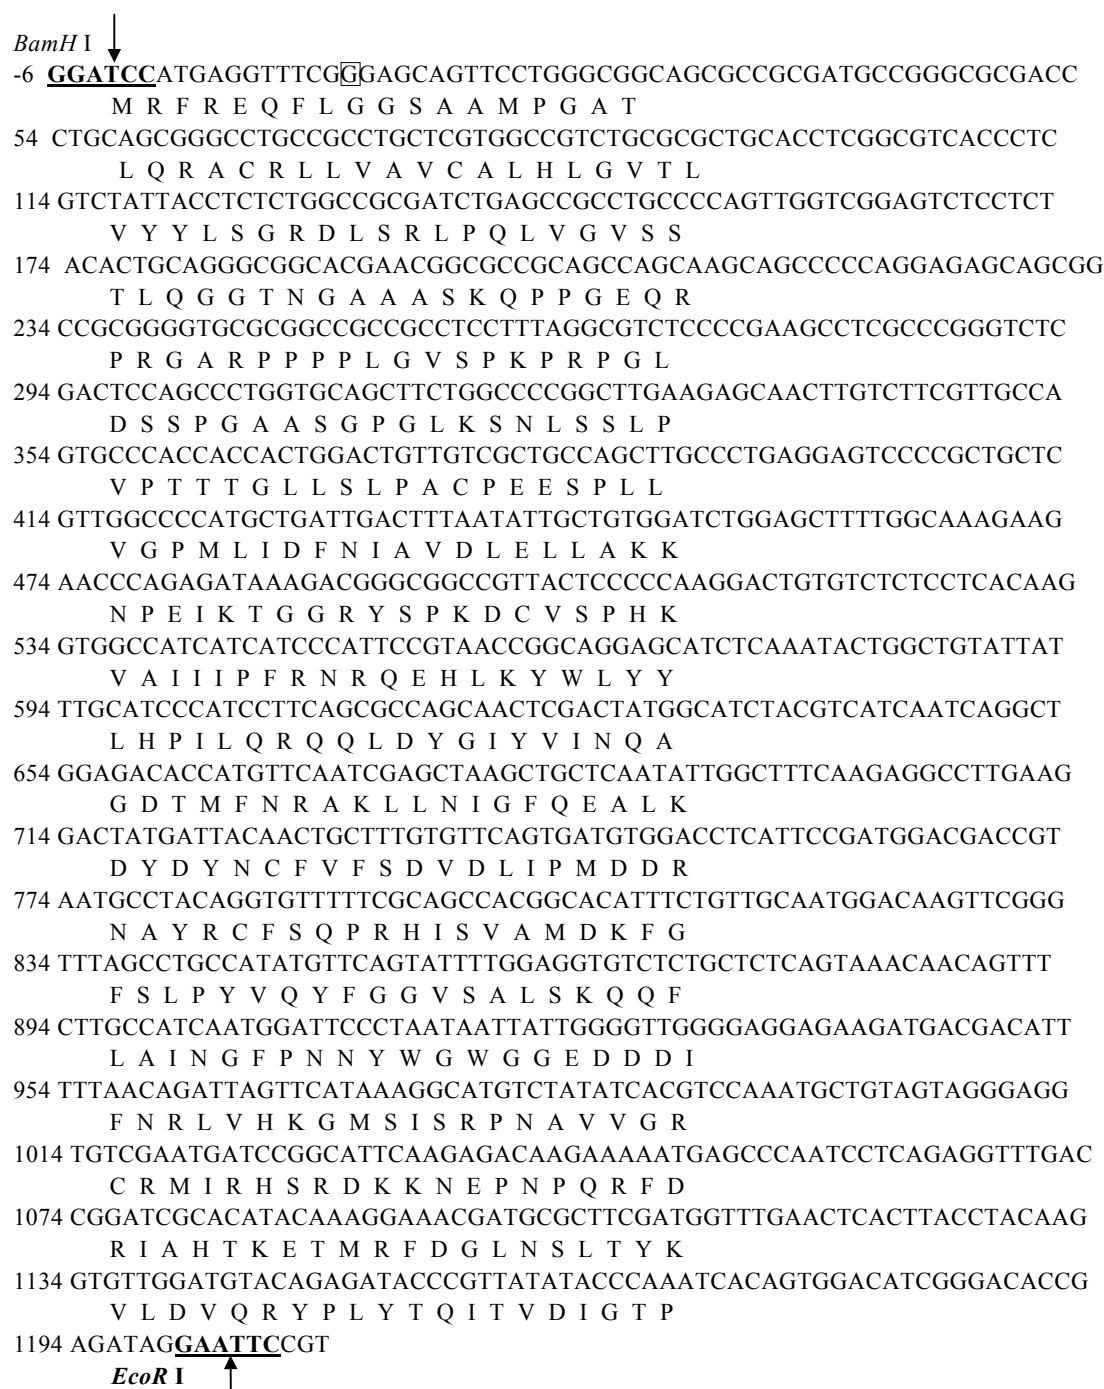 BamH I
-6 GGATCCATGAGGTTTCGGGAGCAGTTCCTGGGCGGCAGCGCCGCGATGCCGGGCGCGACC
M R F R E Q F L G G S A A M P G A T
54 CTGCAGCGGGCCTGCCGCCTGCTCGTGGCCGTCTGCGCGCTGCACCTCGGCGTCACCCTC
L Q R A C R L L V A V C A L H L G V T L
114 GTCTATTACCTCTCTGGCCGCGATCTGAGCCGCCTGCCCCAGTTGGTCGGAGTCTCCTCT
V Y Y L S G R D L S R L P Q L V G V S S
174 ACACTGCAGGGCGGCACGAACGGCGCCGCAGCCAGCAAGCAGCCCCCAGGAGAGCAGCGG
T L Q G G T N G A A A S K Q P P G E Q R
234 CCGCGGGGTGCGCGGCCGCCGCCTCCTTTAGGCGTCTCCCCGAAGCCTCGCCCGGGTCTC
P R G A R P P P P L G V S P K P R P G L
294 GACTCCAGCCCTGGTGCAGCTTCTGGCCCCGGCTTGAAGAGCAACTTGTCTTCGTTGCCA
D S S P G A A S G P G L K S N L S S L P
354 GTGCCCACCACCACTGGACTGTTGTCGCTGCCAGCTTGCCCTGAGGAGTCCCCGCTGCTC
V P T T T G L L S L P A C P E E S P L L
414 GTTGGCCCCATGCTGATTGACTTTAATATTGCTGTGGATCTGGAGCTTTTGGCAAAGAAG
V G P M L I D F N I A V D L E L L A K K
474 AACCCAGAGATAAAGACGGGCGGCCGTTACTCCCCCAAGGACTGTGTCTCTCCTCACAAG
N P E I K T G G R Y S P K D C V S P H K
534 GTGGCCATCATCATCCCATTCCGTAACCGGCAGGAGCATCTCAAATACTGGCTGTATTAT
V A I I I P F R N R Q E H L K Y W L Y Y
594 TTGCATCCCATCCTTCAGCGCCAGCAACTCGACTATGGCATCTACGTCATCAATCAGGCT
L H P I L Q R Q Q L D Y G I Y V I N Q A
654 GGAGACACCATGTTCAATCGAGCTAAGCTGCTCAATATTGGCTTTCAAGAGGCCTTGAAG
G D T M F N R A K L L N I G F Q E A L K
714 GACTATGATTACAACTGCTTTGTGTTCAGTGATGTGGACCTCATTCCGATGGACGACCGT
D Y D Y N C F V F S D V D L I P M D D R
774 AATGCCTACAGGTGTTTTTCGCAGCCACGGCACATTTCTGTTGCAATGGACAAGTTCGGG
N A Y R C F S Q P R H I S V A M D K F G
834 TTTAGCCTGCCATATGTTCAGTATTTTGGAGGTGTCTCTGCTCTCAGTAAACAACAGTTT
F S L P Y V Q Y F G G V S A L S K Q Q F
894 CTTGCCATCAATGGATTCCCTAATAATTATTGGGGTTGGGGAGGAGAAGATGACGACATT
L A I N G F P N N Y W G W G G E D D D I
954 TTTAACAGATTAGTTCATAAAGGCATGTCTATATCACGTCCAAATGCTGTAGTAGGGAGG
F N R L V H K G M S I S R P N A V V G R
1014 TGTCGAATGATCCGGCATTCAAGAGACAAGAAAAATGAGCCCAATCCTCAGAGGTTTGAC
C R M I R H S R D K K N E P N P Q R F D
1074 CGGATCGCACATACAAAGGAAACGATGCGCTTCGATGGTTTGAACTCACTTACCTACAAG
R I A H T K E T M R F D G L N S L T Y K
1134 GTGTTGGATGTACAGAGATACCCGTTATATACCCAAATCACAGTGGACATCGGGACACCG
V L D V Q R Y P L Y T Q I T V D I G T P
1194 AGATAGGAATTCCGT
EcoR I